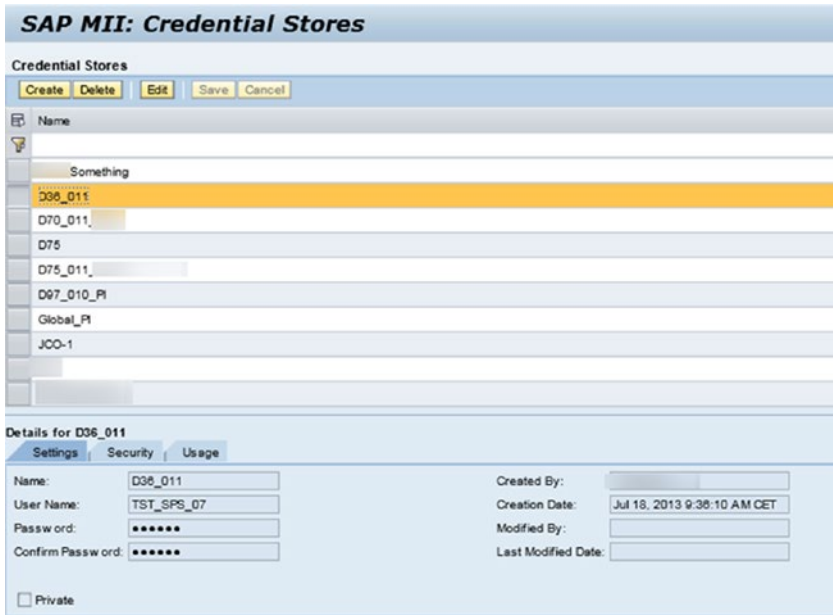 SAP MII: Credential Stores
Credential Stores
Create Delete Edit Save Cancel
Name
Something
D36_011
D70_011_
D75
D75_011_
D97_010_PI
Global_PI
JCO-1
Details for D36_011
Settings Security Usage
Name: D36_011 Created By:
User Name: TST_SPS_07 Creation Date: Jul 18, 2013 9:36:10 AM CET
Password: •••••• Modified By:
Confirm Password: •••••• Last Modified Date:
Private